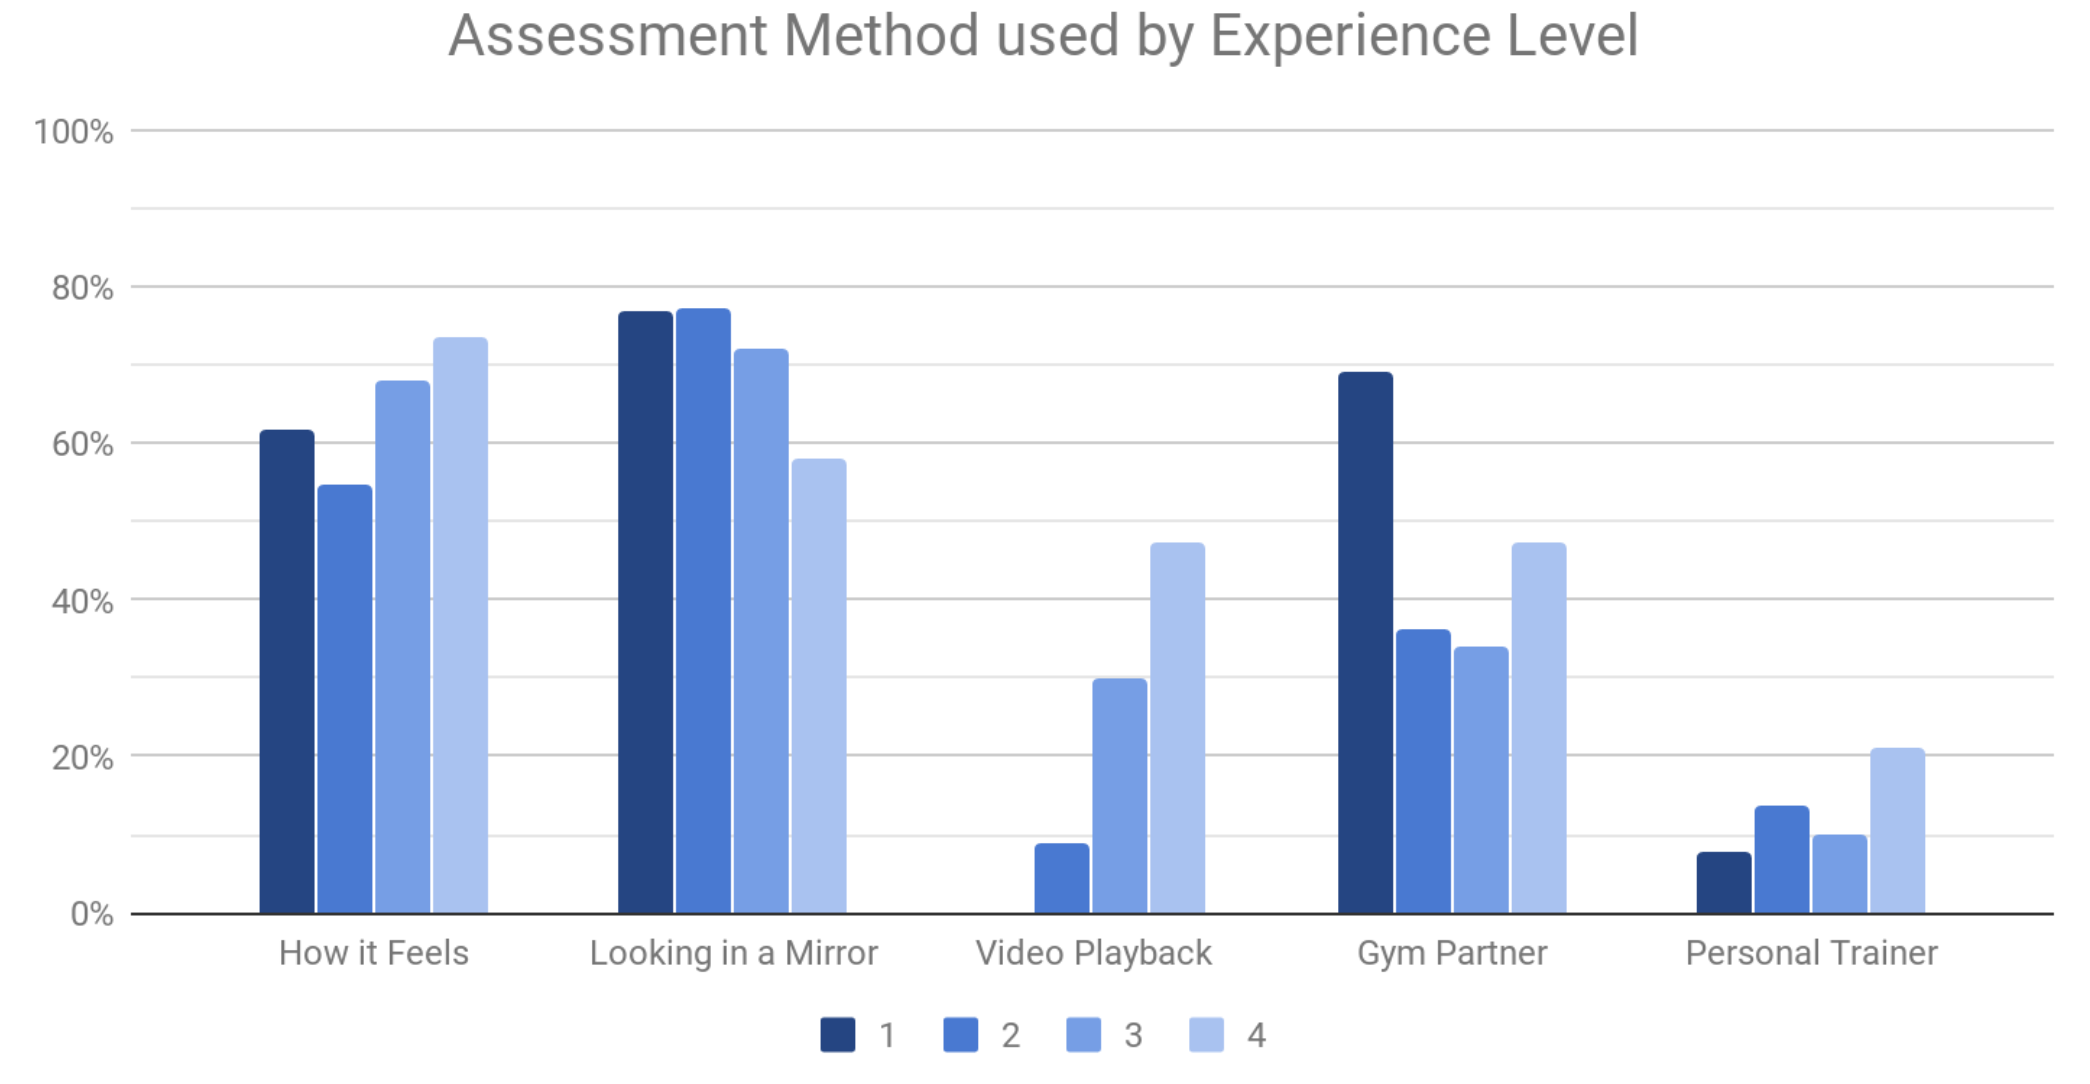 Assessment Method used by Experience Level
100%
80%
60%
40%
20%
0%
How it Feels Looking in a Mirror Video Playback Gym Partner Personal Trainer
1 2 3 4